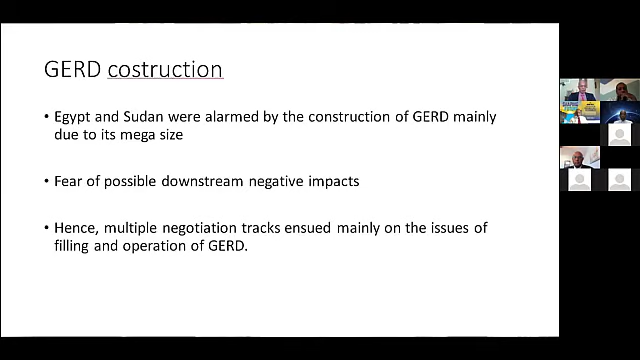 GERD costruction
• Egypt and Sudan were alarmed by the construction of GERD mainly
due to its mega size
• Fear of possible downstream negative impacts
• Hence, multiple negotiation tracks ensued mainly on the issues of
filling and operation of GERD.